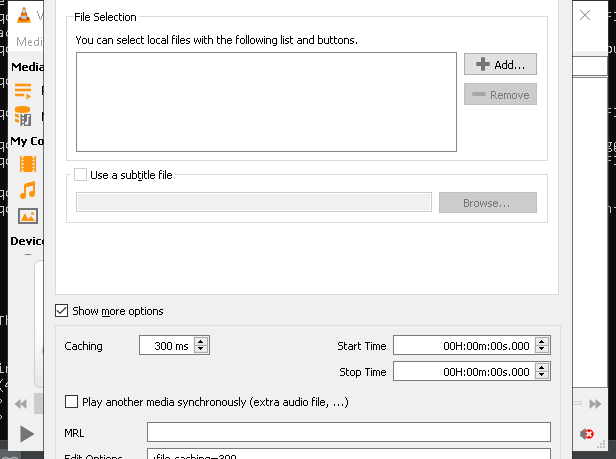 File Selection
You can select local files with the following list and buttons.
Media
Add...
Remove
My Co
Use a subtitle file
Browse...
Device
Show more options
Caching
300 ms
Start Time
00H:00m:00s.000
Stop Time
00H:00m:00s.000
Play another media synchronously (extra audio file, ...)
MRL
Edit Options
:file-caching=300